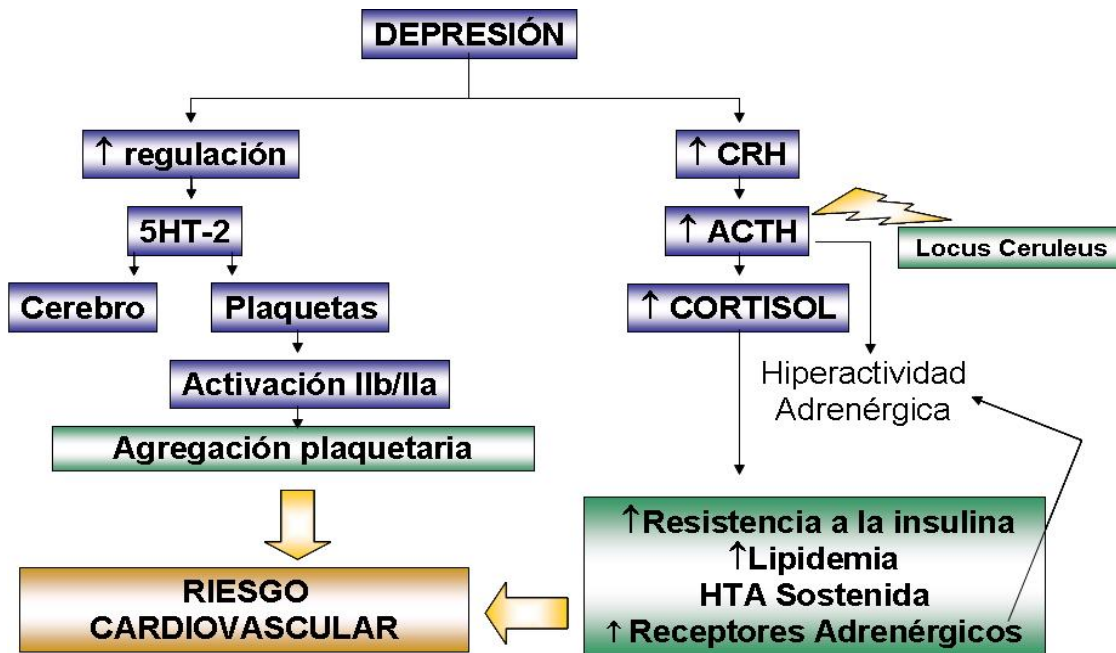 DEPRESIÓN
↑ regulación
↑ CRH
5HT-2
↑ ACTH
Locus Ceruleus
Cerebro
Plaquetas
↑ CORTISOL
Activación IIb/IIa
Hiperactividad
Adrenérgica
Agregación plaquetaria
↑Resistencia a la insulina
↑Lipidemia
HTA Sostenida
↑ Receptores Adrenérgicos
RIESGO
CARDIOVASCULAR